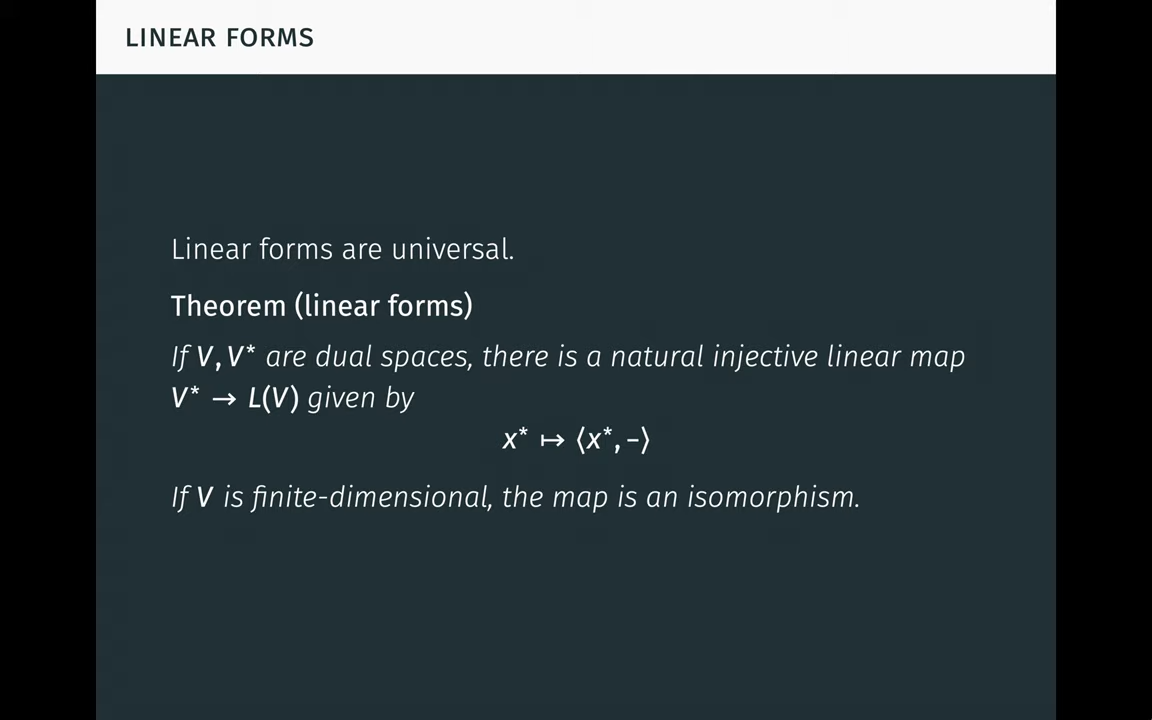 LINEAR FORMS
Linear forms are universal.
Theorem (linear forms)
If V, V* are dual spaces, there is a natural injective linear map
V* → L(V) given by
x* ↦ ⟨x*, –⟩
If V is finite-dimensional, the map is an isomorphism.